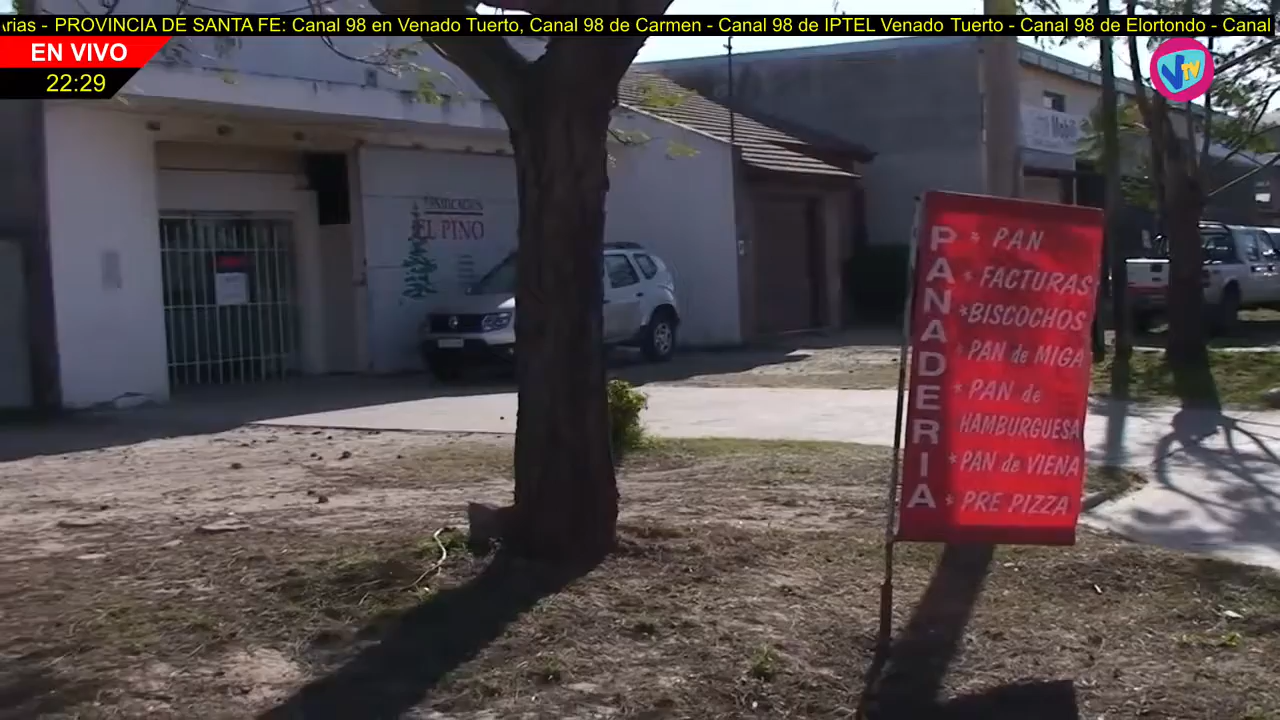 arias - PROVINCIA DE SANTA FE: Canal 98 en Venado Tuerto, Canal 98 de Carmen - Canal 98 de IPTEL Venado Tuerto - Canal 98 de Elortondo - Canal
EN VIVO
22:29
VTV
EL PINO
PANADERIA
* PAN
* FACTURAS
*BISCOCHOS
* PAN de MIGA
* PAN de
HAMBURGUESA
* PAN de VIENA
* PRE PIZZA